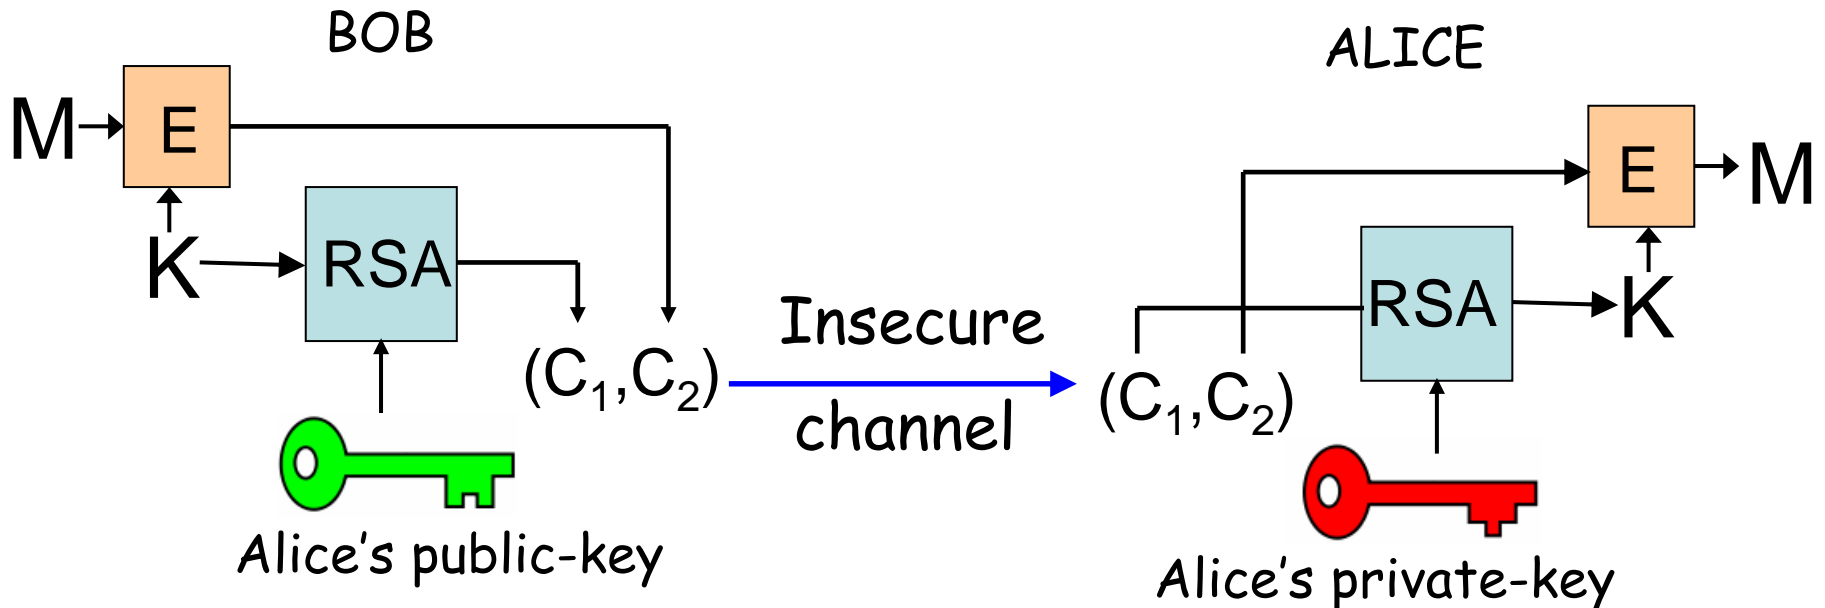 BOB
M
E
K
RSA
(C₁,C₂)
Alice's public-key
Insecure
channel
ALICE
E
M
RSA
K
(C₁,C₂)
Alice's private-key